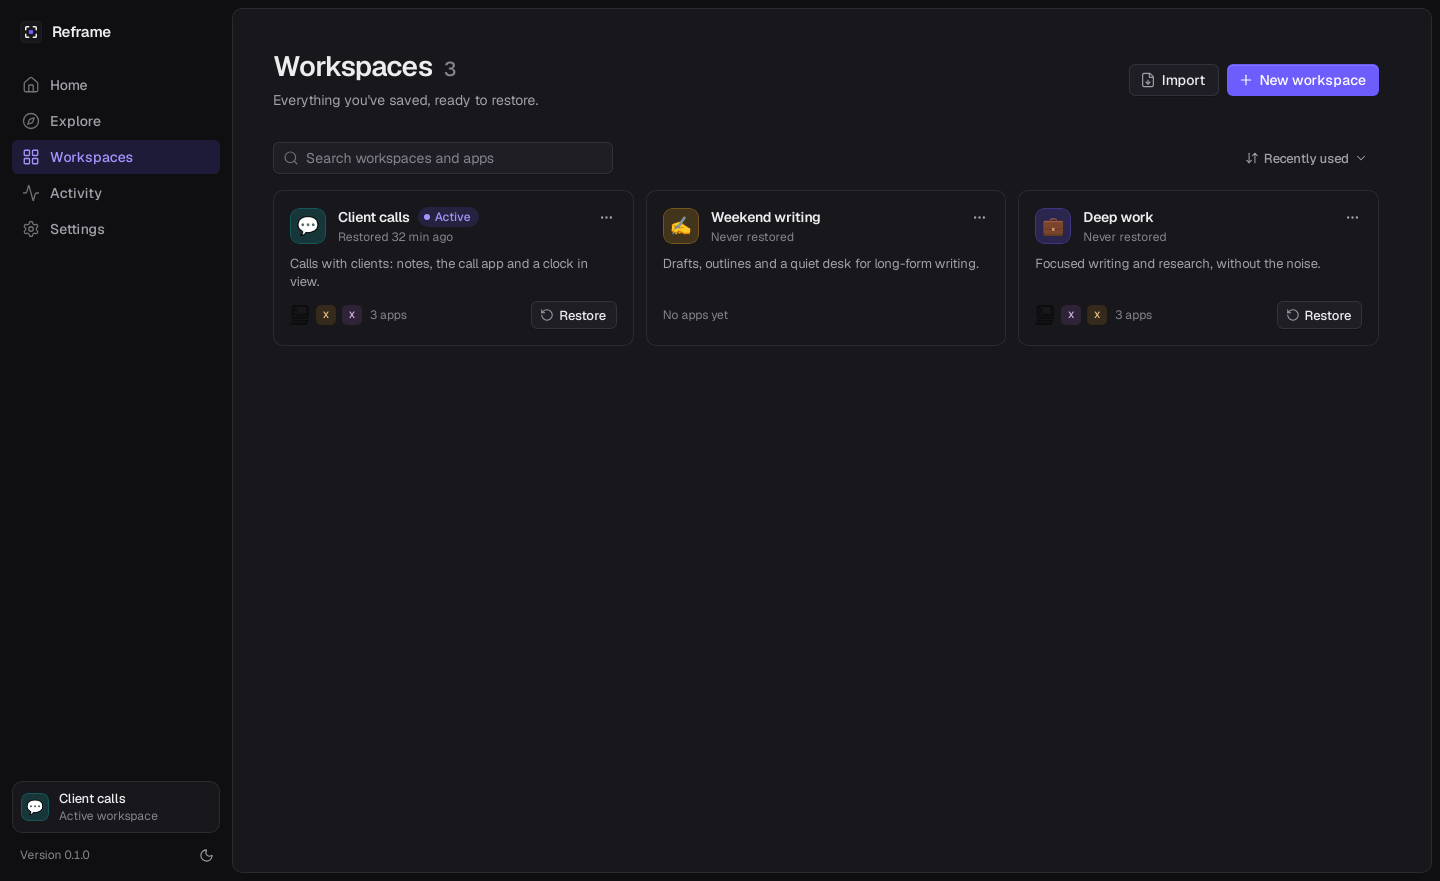 Reframe
Home
Explore
Workspaces
Activity
Settings
Client calls
Active workspace
Version 0.1.0
Workspaces 3
Everything you've saved, ready to restore.
Import
New workspace
Search workspaces and apps
Recently used
Client calls
Active
Restored 32 min ago
Calls with clients: notes, the call app and a clock in
view.
X
X
3 apps
Restore
Weekend writing
Never restored
Drafts, outlines and a quiet desk for long-form writing.
No apps yet
Deep work
Never restored
Focused writing and research, without the noise.
X
X
3 apps
Restore